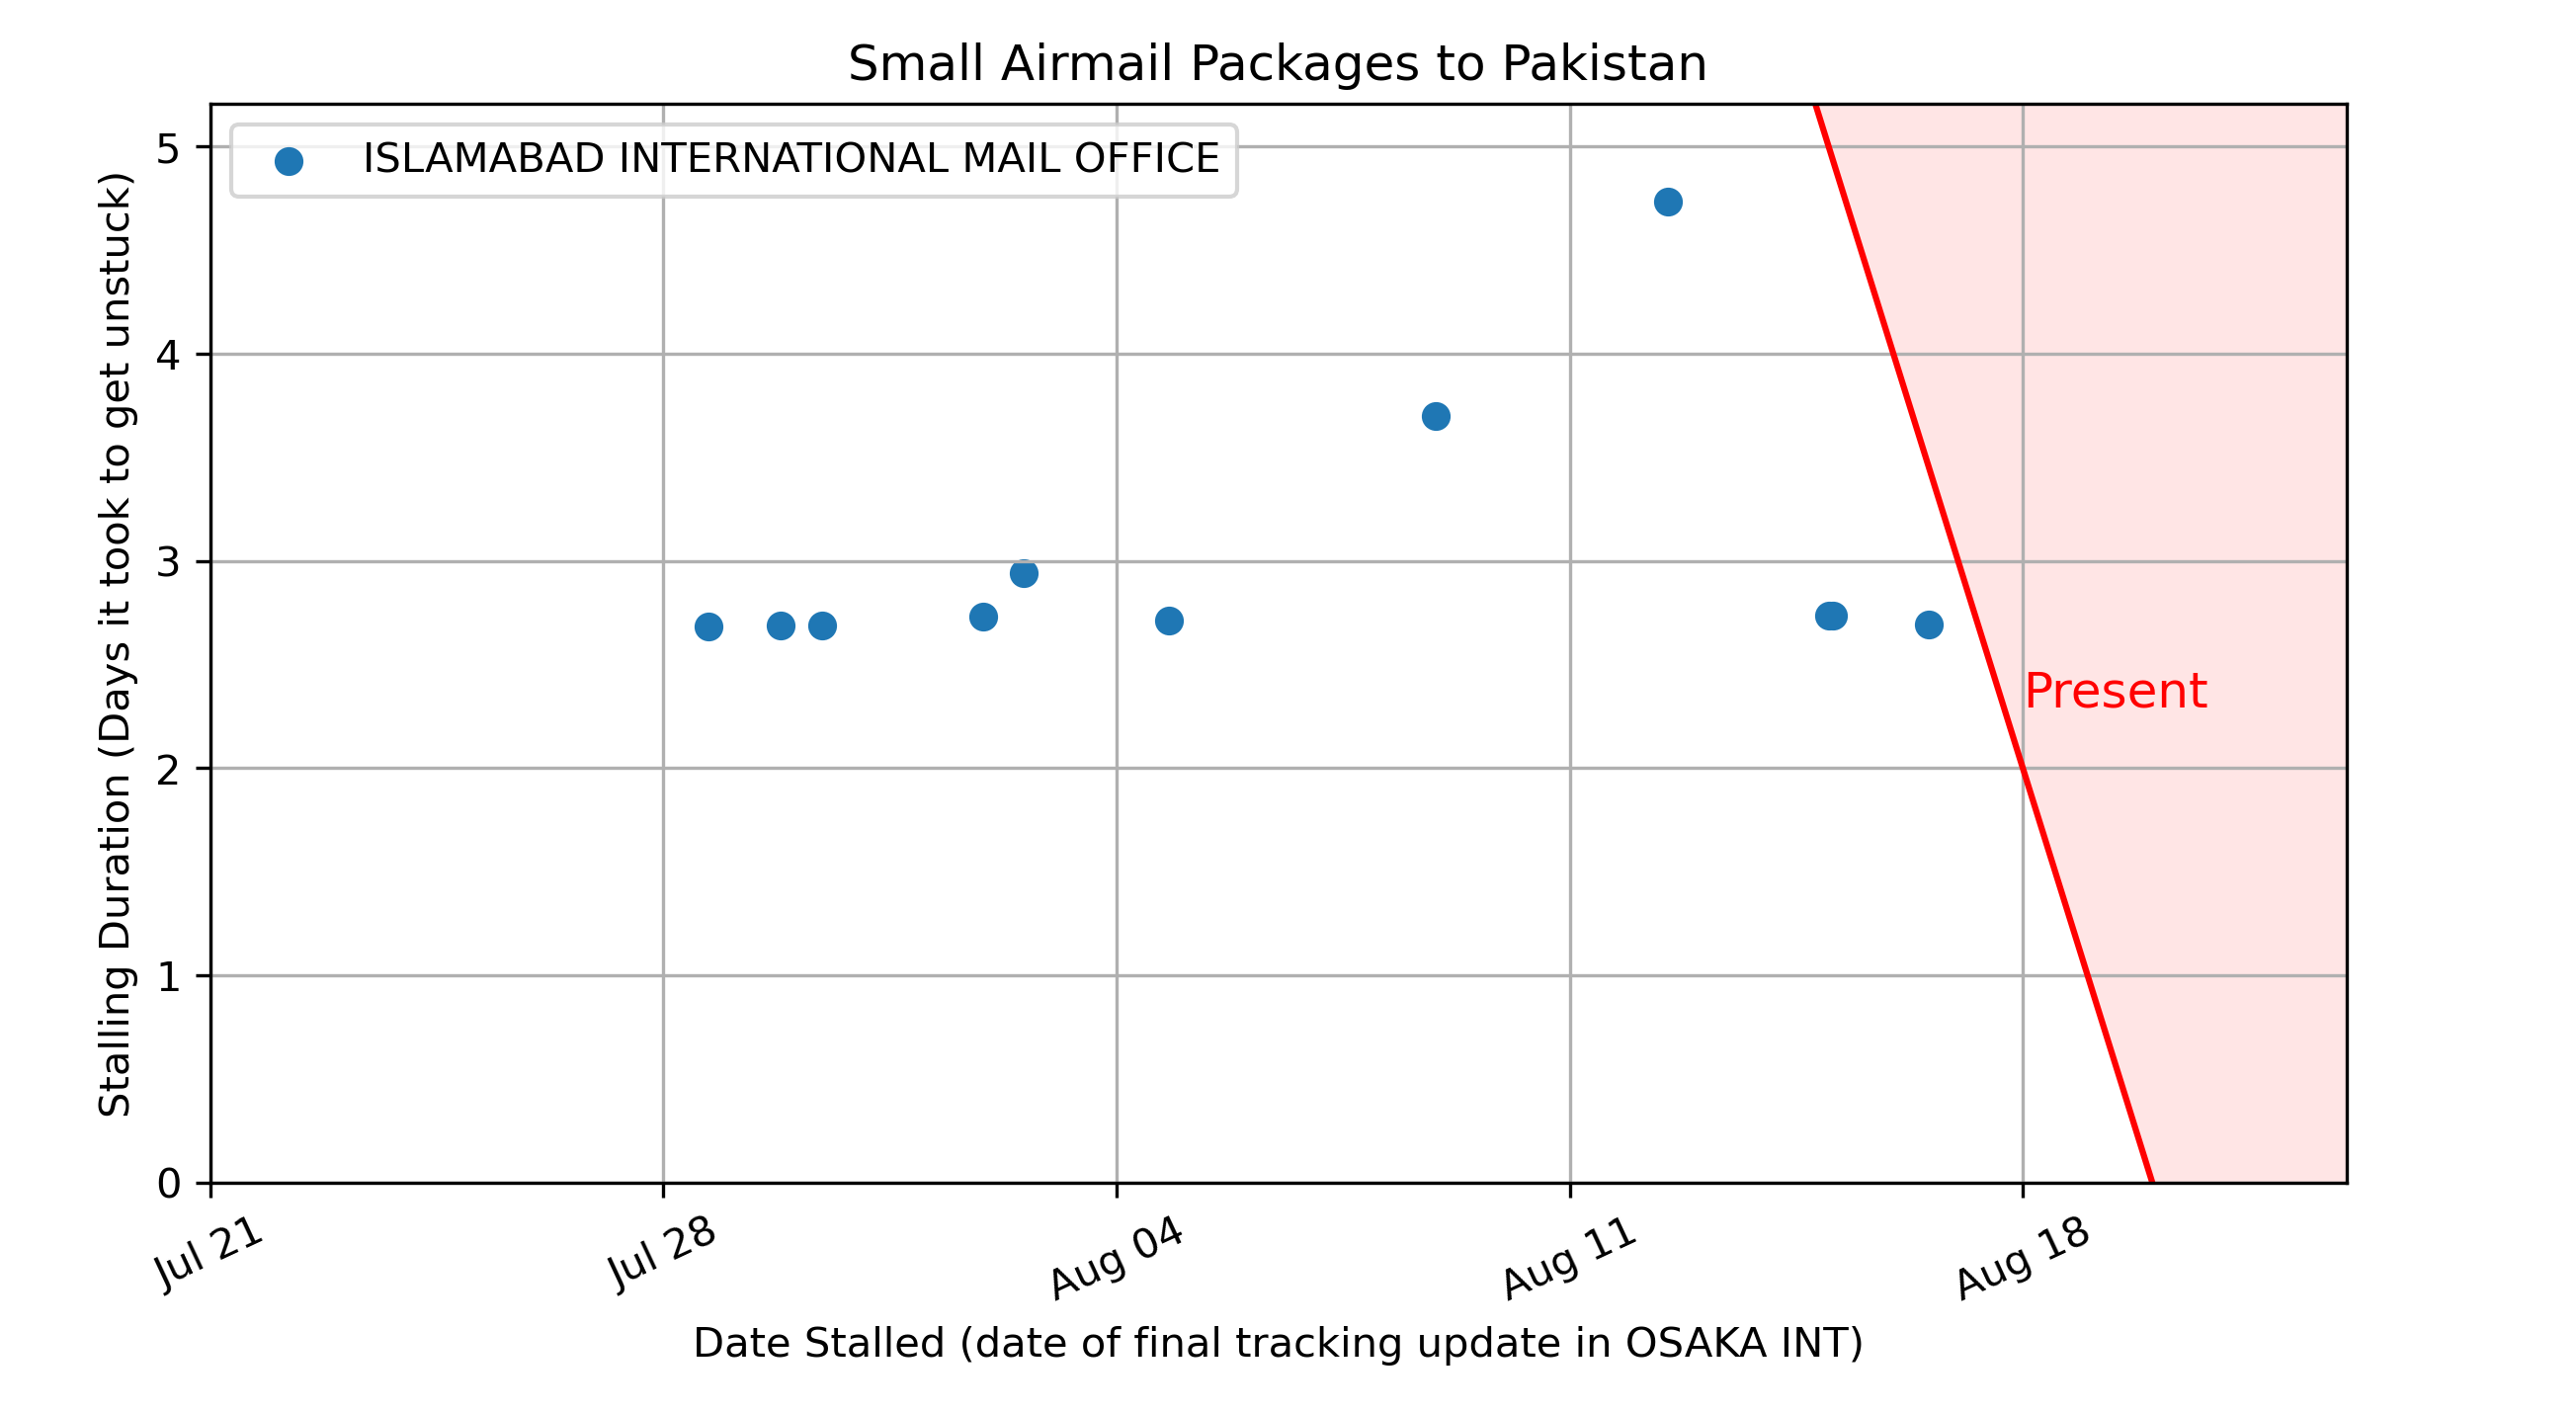 Small Airmail Packages to Pakistan
ISLAMABAD INTERNATIONAL MAIL OFFICE
Stalling Duration (Days it took to get unstuck)
5
4
3
2
1
0
Present
Jul 21
Jul 28
Aug 04
Aug 11
Aug 18
Date Stalled (date of final tracking update in OSAKA INT)